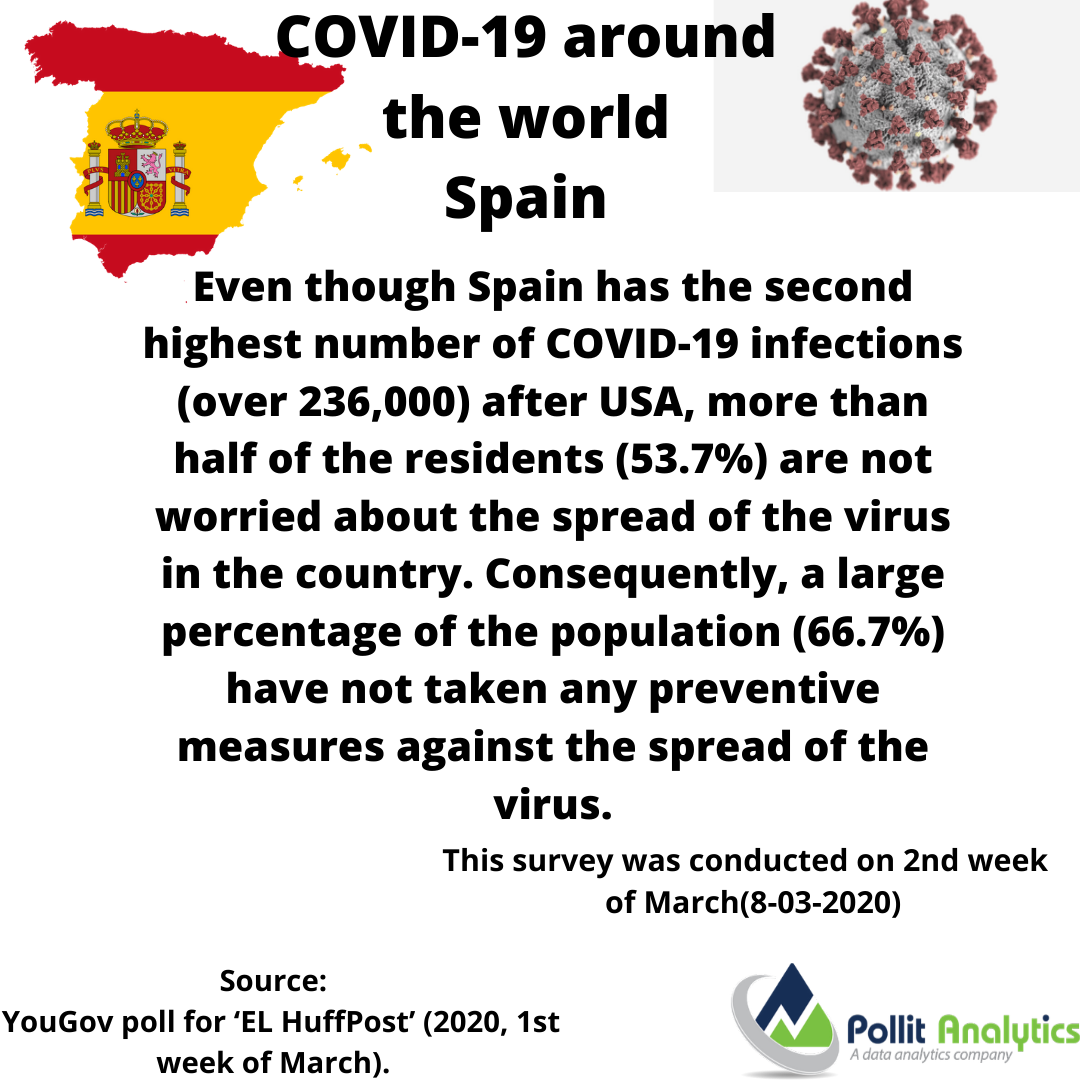 COVID-19 around
the world
Spain
Even though Spain has the second
highest number of COVID-19 infections
(over 236,000) after USA, more than
half of the residents (53.7%) are not
worried about the spread of the virus
in the country. Consequently, a large
percentage of the population (66.7%)
have not taken any preventive
measures against the spread of the
virus.
This survey was conducted on 2nd week
of March(8-03-2020)
Source:
YouGov poll for ‘EL HuffPost’ (2020, 1st
week of March).
Pollit Analytics
A data analytics company